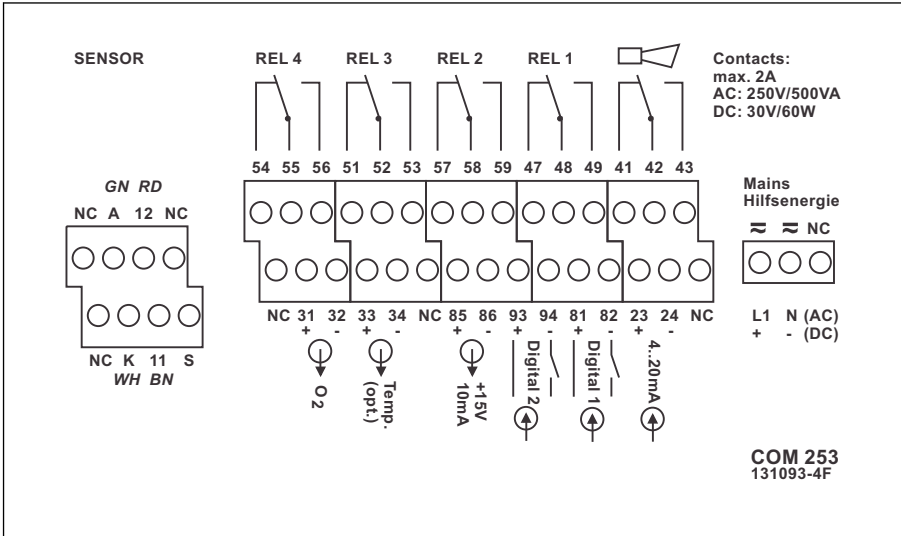 SENSOR
REL 4 REL 3 REL 2 REL 1
Contacts:
max. 2A
AC: 250V/500VA
DC: 30V/60W
54 55 56 51 52 53 57 58 59 47 48 49 41 42 43
GN RD
NC A 12 NC
NC K 11 S
WH BN
Mains
Hilfsenergie
≂ ≂ NC
L1 N (AC)
+ - (DC)
NC 31 32 33 34 NC 85 86 93 94 81 82 23 24 NC
+ - + - + - + - + - + -
O2
Temp.
(opt.)
+15V
10mA
Digital 2
Digital 1
4..20mA
COM 253
131093-4F